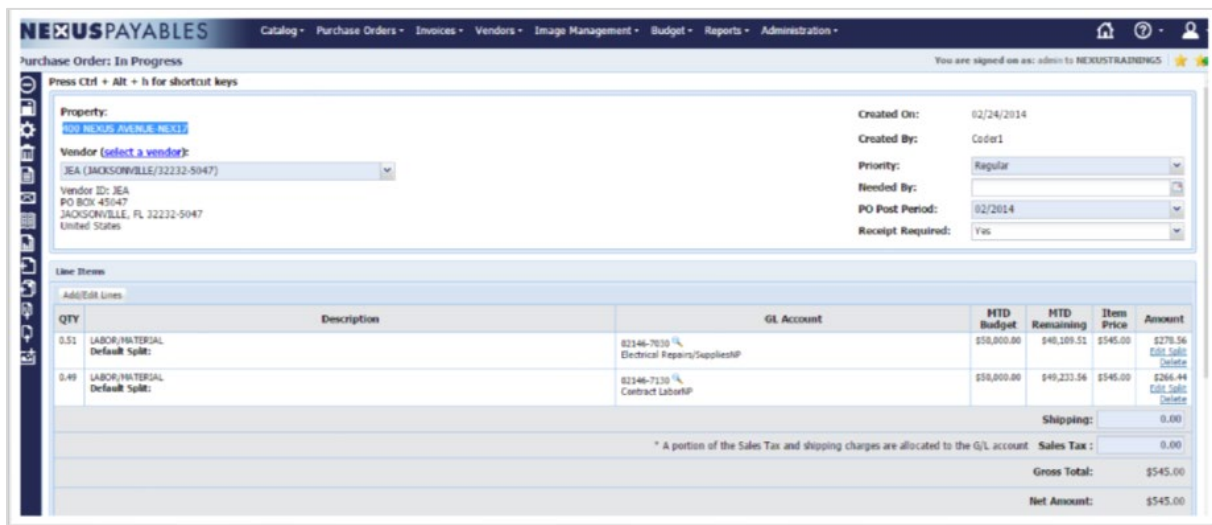 NEXUSPAYABLES Catalog Purchase Orders Invoices Vendors Image Management Budget Reports Administration
Purchase Order: In Progress You are signed on as: admin to NEXUSTRAINING5
Press Ctrl + Alt + h for shortcut keys
Property: Created On: 02/24/2014
400 NEXUS AVENUE-NEX17
Created By: Coder1
Vendor (select a vendor):
JEA (JACKSONVILLE/32232-5047) Priority: Regular
Vendor ID: JEA Needed By:
PO BOX 45047
JACKSONVILLE, FL 32232-5047 PO Post Period: 02/2014
United States
Receipt Required: Yes
Line Items
Add/Edit Lines
QTY Description GL Account MTD Budget MTD Remaining Item Price Amount
0.51 LABOR/MATERIAL 82146-7030 $50,000.00 $48,109.51 $545.00 $278.56
Default Split: Electrical Repairs/SuppliesNP Edit Split
Delete
0.49 LABOR/MATERIAL 82146-7130 $50,000.00 $49,233.56 $545.00 $266.44
Default Split: Contract LaborNP Edit Split
Delete
Shipping: 0.00
* A portion of the Sales Tax and shipping charges are allocated to the G/L account Sales Tax : 0.00
Gross Total: $545.00
Net Amount: $545.00